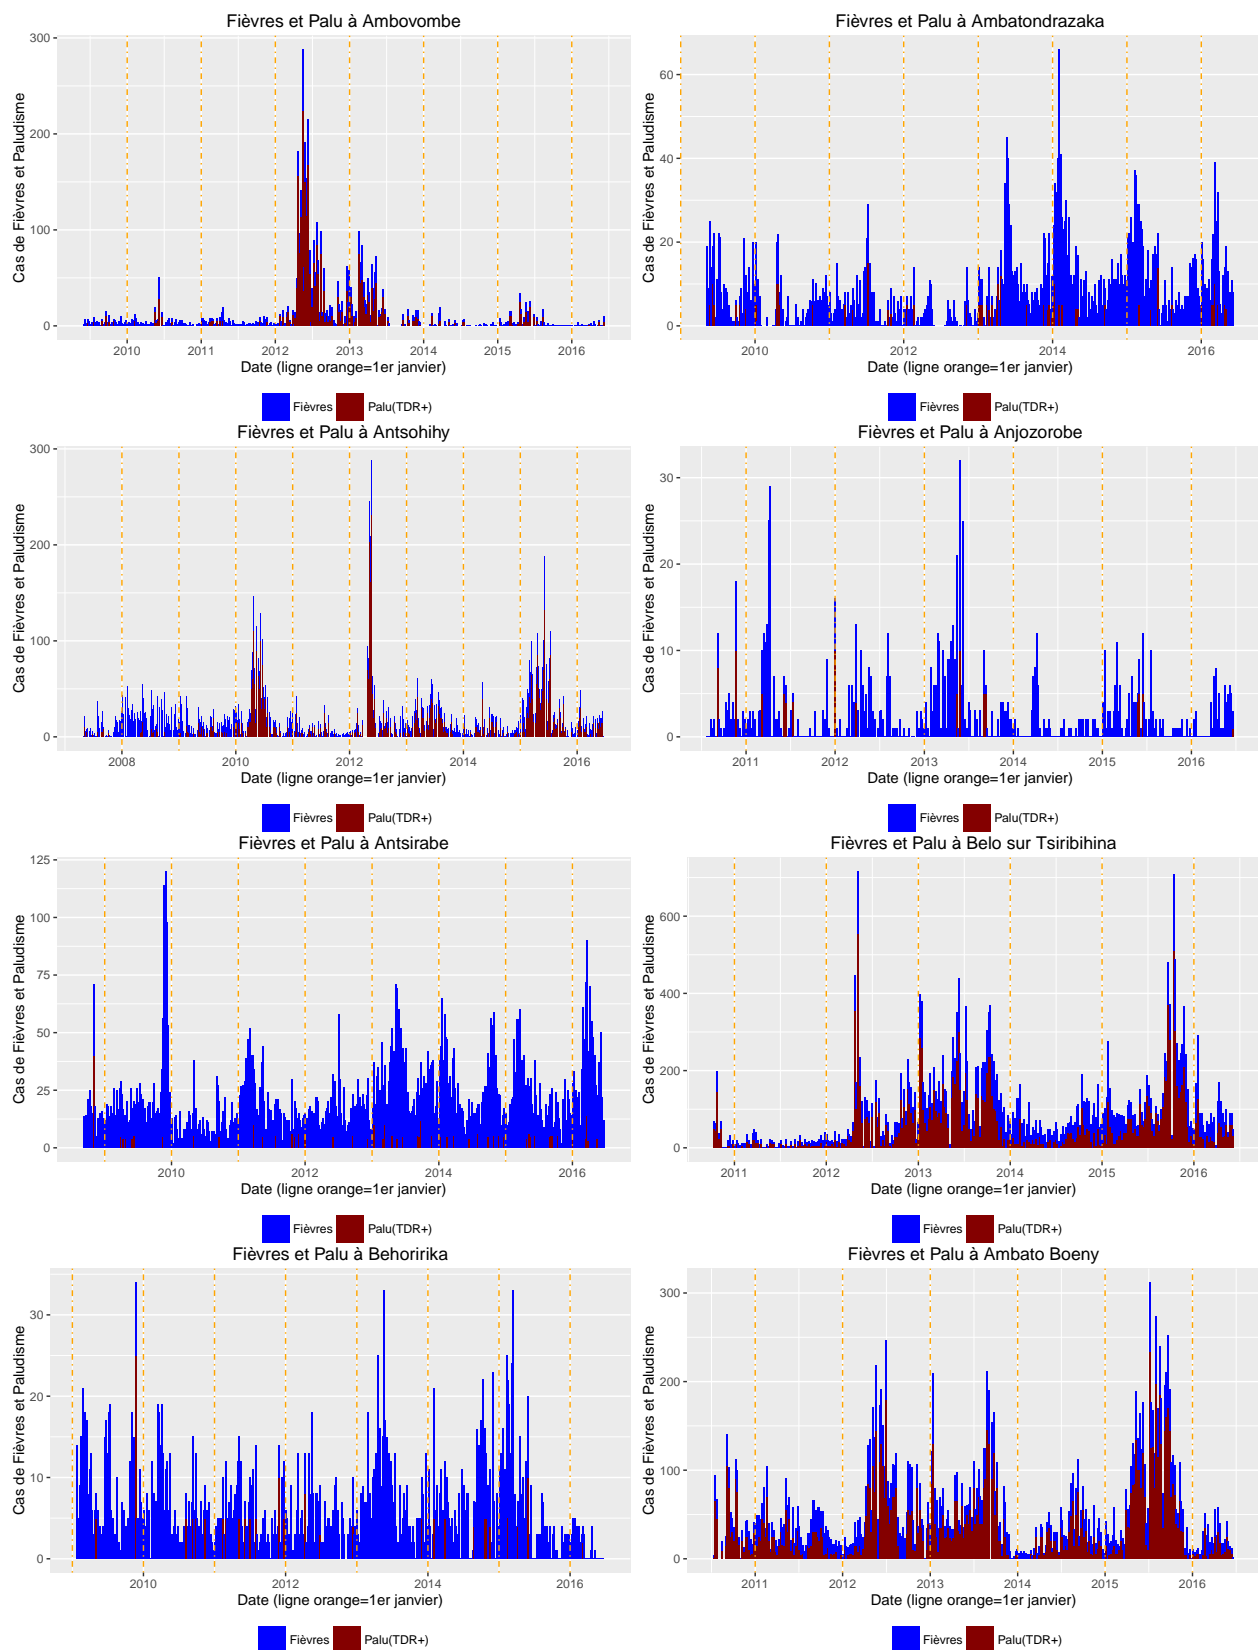 Fièvres et Palu à Ambovombe
Cas de Fièvres et Paludisme
300
200
100
0
2010 2011 2012 2013 2014 2015 2016
Date (ligne orange=1er janvier)
Fièvres Palu(TDR+)
Fièvres et Palu à Ambatondrazaka
Cas de Fièvres et Paludisme
60
40
20
0
2010 2012 2014 2016
Date (ligne orange=1er janvier)
Fièvres Palu(TDR+)
Fièvres et Palu à Antsohihy
Cas de Fièvres et Paludisme
300
200
100
0
2008 2010 2012 2014 2016
Date (ligne orange=1er janvier)
Fièvres Palu(TDR+)
Fièvres et Palu à Anjozorobe
Cas de Fièvres et Paludisme
30
20
10
0
2011 2012 2013 2014 2015 2016
Date (ligne orange=1er janvier)
Fièvres Palu(TDR+)
Fièvres et Palu à Antsirabe
Cas de Fièvres et Paludisme
125
100
75
50
25
0
2010 2012 2014 2016
Date (ligne orange=1er janvier)
Fièvres Palu(TDR+)
Fièvres et Palu à Belo sur Tsiribihina
Cas de Fièvres et Paludisme
600
400
200
0
2011 2012 2013 2014 2015 2016
Date (ligne orange=1er janvier)
Fièvres Palu(TDR+)
Fièvres et Palu à Behoririka
Cas de Fièvres et Paludisme
30
20
10
0
2010 2012 2014 2016
Date (ligne orange=1er janvier)
Fièvres Palu(TDR+)
Fièvres et Palu à Ambato Boeny
Cas de Fièvres et Paludisme
300
200
100
0
2011 2012 2013 2014 2015 2016
Date (ligne orange=1er janvier)
Fièvres Palu(TDR+)